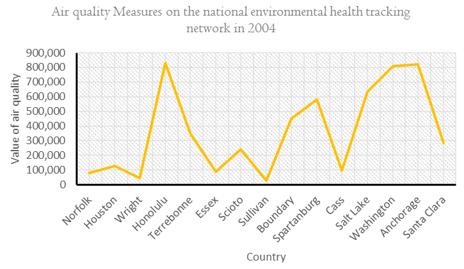 Air quality Measures on the national environmental health tracking
network in 2004
Value of air quality
900,000
800,000
700,000
600,000
500,000
400,000
300,000
200,000
100,000
0
Norfolk
Houston
Wright
Honolulu
Terrebonne
Essex
Scioto
Sullivan
Boundary
Spartanburg
Cass
Salt Lake
Washington
Anchorage
Santa Clara
Country